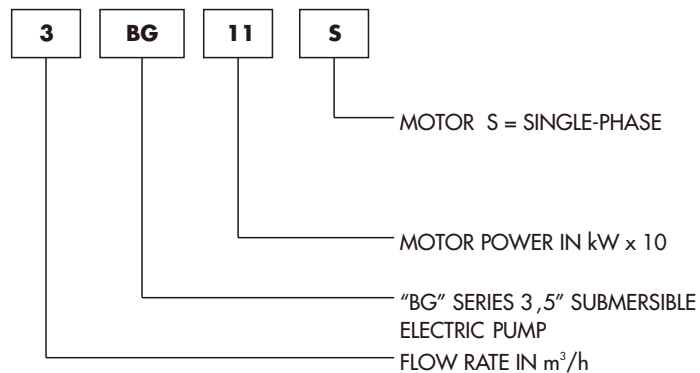 3 BG 11 S
MOTOR S = SINGLE-PHASE
MOTOR POWER IN kW x 10
“BG” SERIES 3,5” SUBMERSIBLE
ELECTRIC PUMP
FLOW RATE IN m³/h